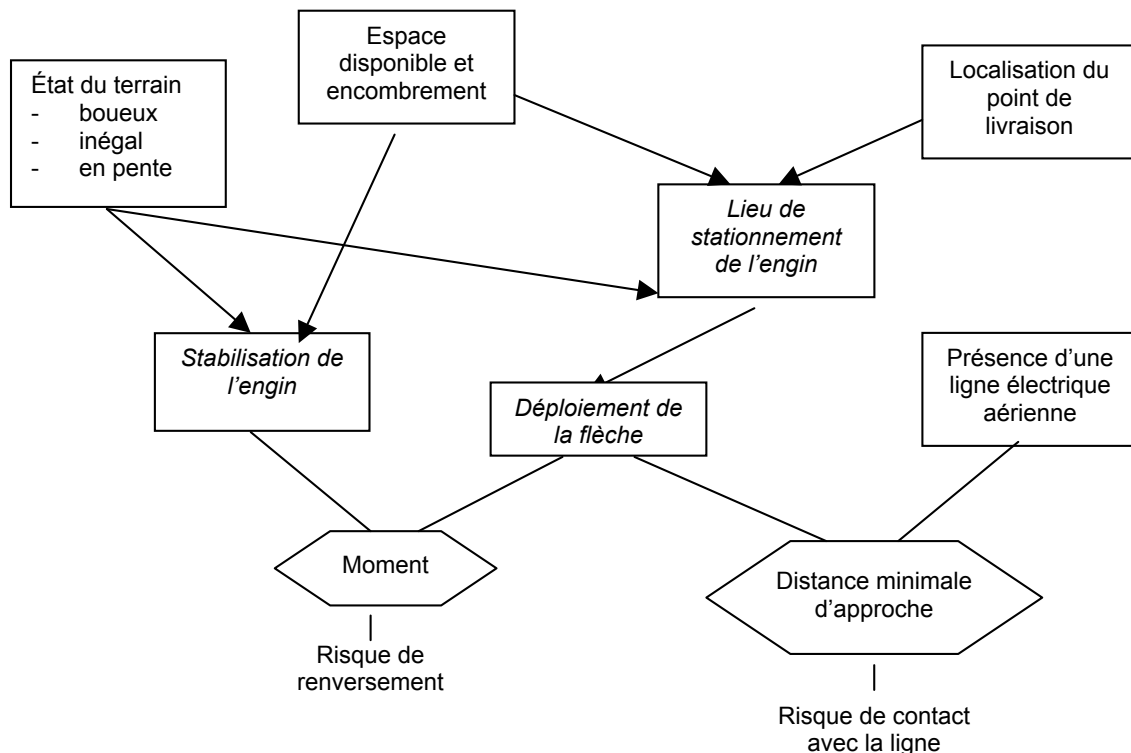 Espace
disponible et
encombrement
État du terrain
- boueux
- inégal
- en pente
Localisation du
point de
livraison
Lieu de
stationnement
de l’engin
Stabilisation de
l’engin
Déploiement de
la flèche
Présence d’une
ligne électrique
aérienne
Moment
Distance minimale
d’approche
Risque de
renversement
Risque de contact
avec la ligne